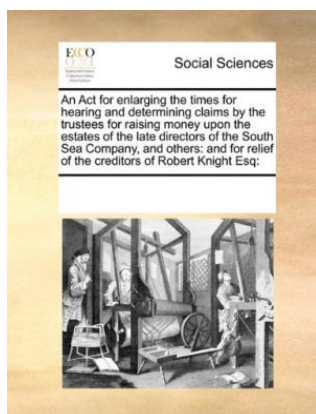 ECCO
Social Sciences
An Act for enlarging the times for
hearing and determining claims by the
trustees for raising money upon the
estates of the late directors of the South
Sea Company, and others: and for relief
of the creditors of Robert Knight Esq: